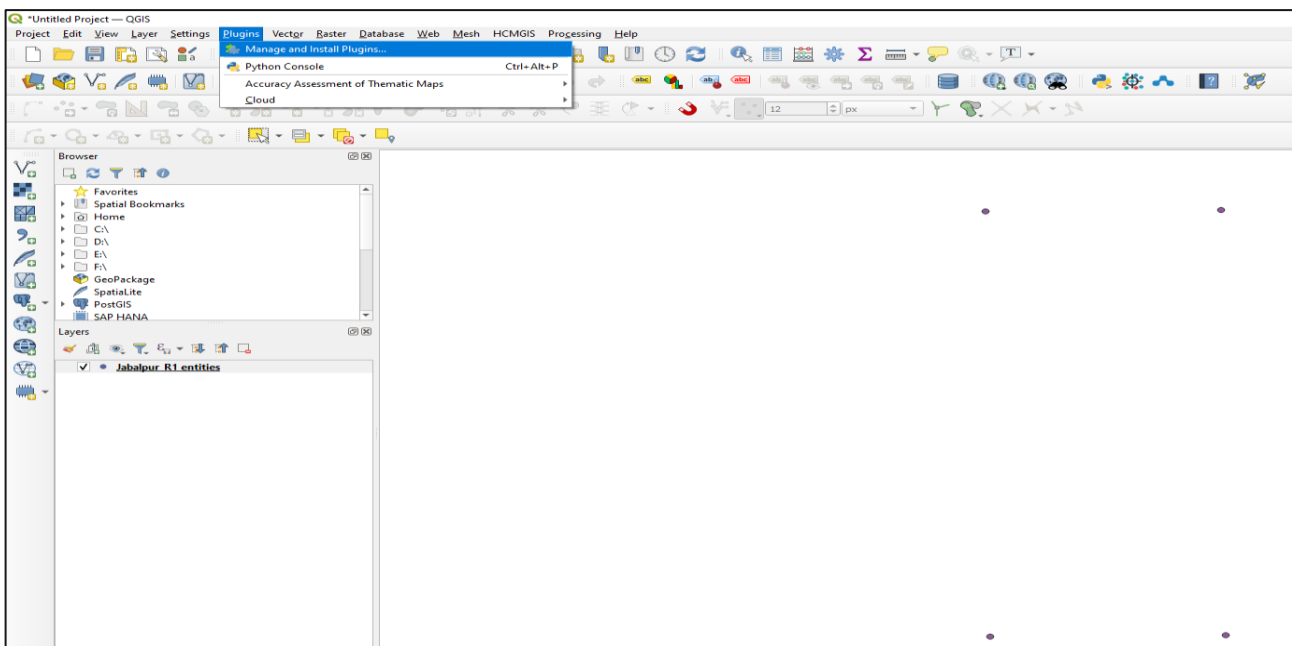 *Untitled Project — QGIS
Project Edit View Layer Settings Plugins Vector Raster Database Web Mesh HCMGIS Processing Help
Manage and Install Plugins...
Python Console Ctrl+Alt+P
Accuracy Assessment of Thematic Maps
Cloud
12 px
Browser
Favorites
Spatial Bookmarks
Home
C:\
D:\
E:\
F:\
GeoPackage
SpatiaLite
PostGIS
SAP HANA
Layers
Jabalpur R1 entities